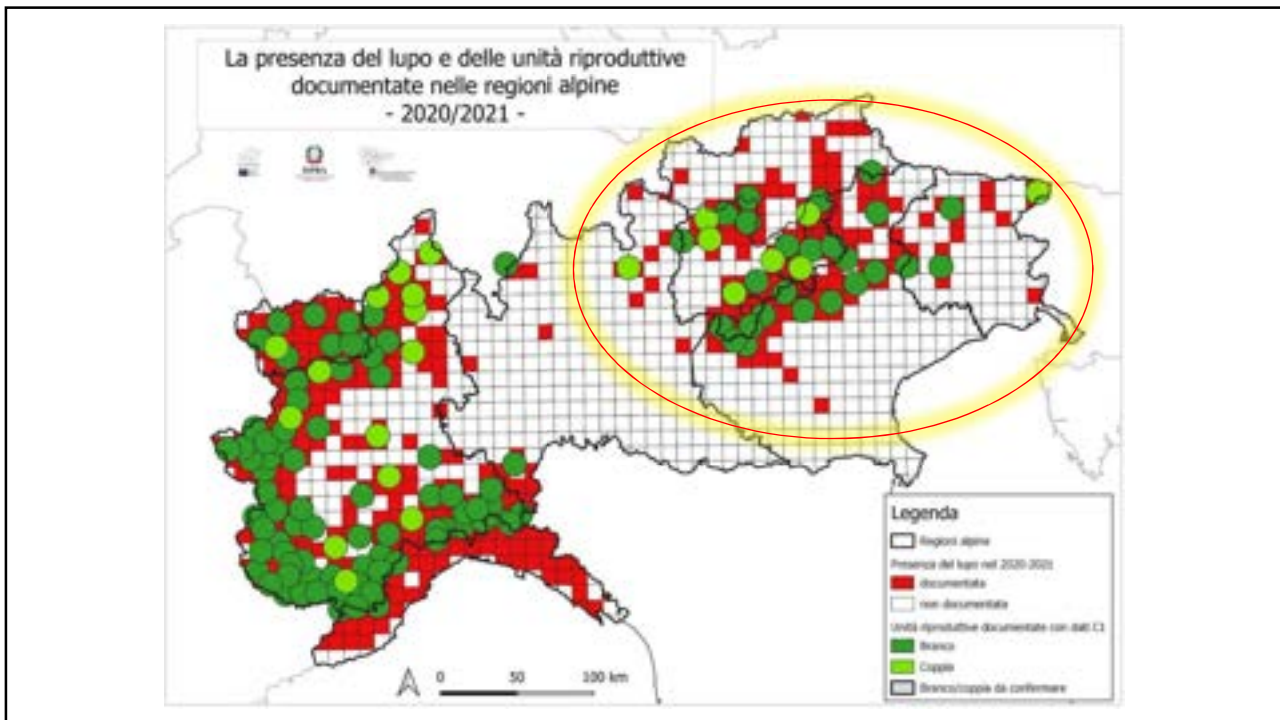 La presenza del lupo e delle unità riproduttive
documentate nelle regioni alpine
- 2020/2021 -
Legenda
Regioni alpine
Presenza del lupo nel 2020-2021
documentata
non documentata
Unità riproduttive documentate con dati C1
Branco
Coppia
Branco/coppia da confermare
0 50 100 km